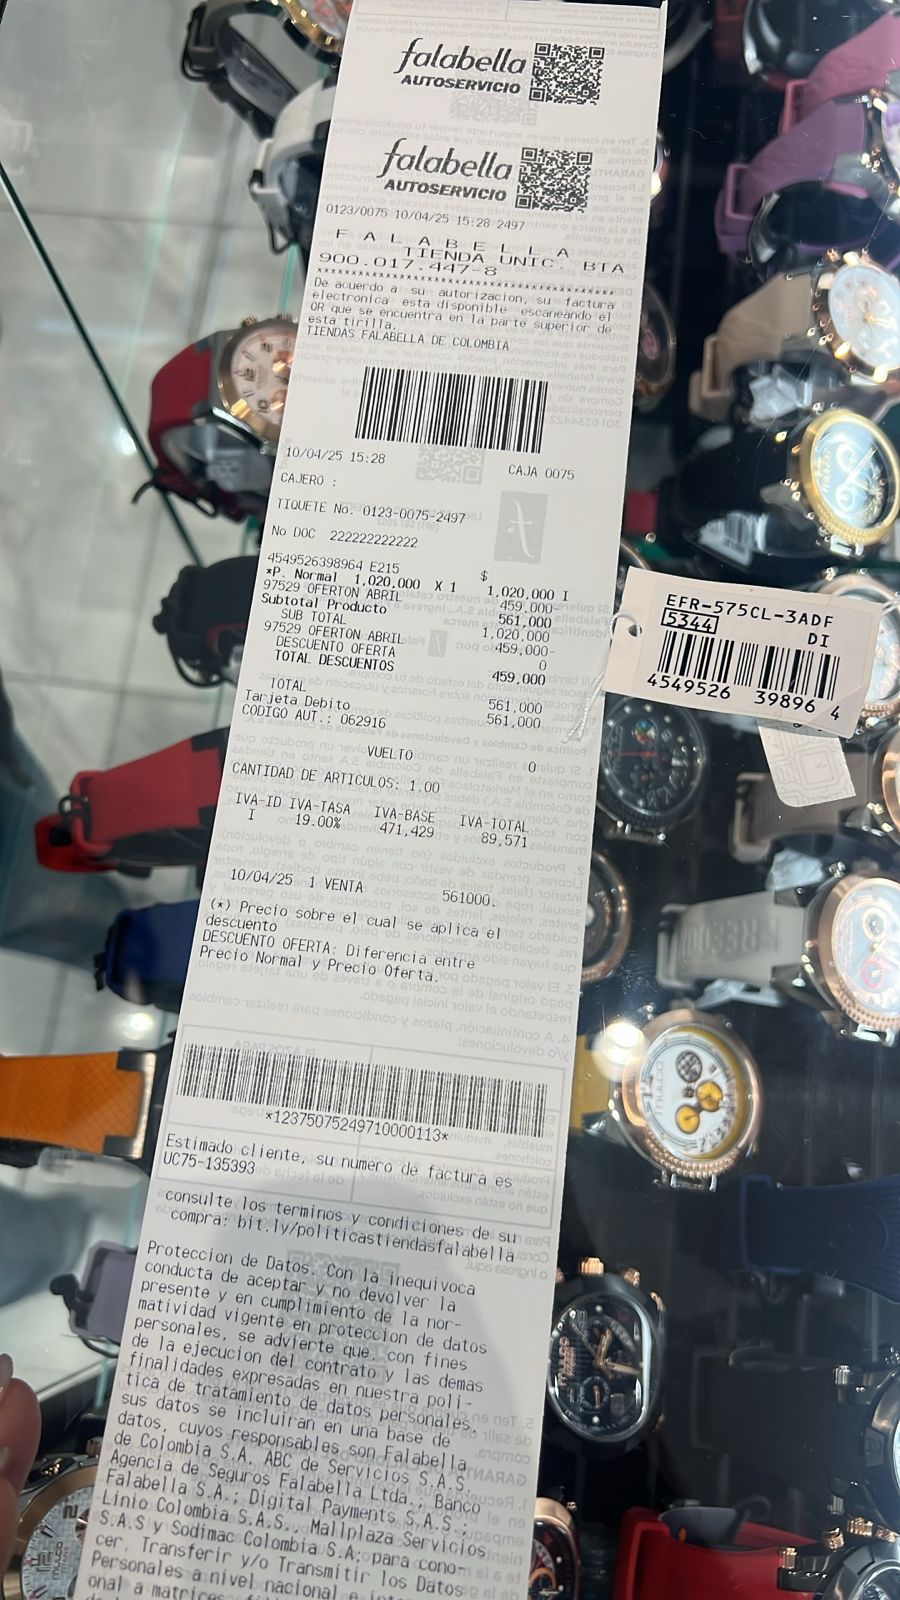 falabella
AUTOSERVICIO
falabella
AUTOSERVICIO
0123/0075 10/04/25 15:28 2497
F A L A B E L L A
TIENDA UNIC. BTA
900.017.447-8
De acuerdo a su autorizacion, su factura
electronica esta disponible escaneando el
QR que se encuentra en la parte superior de
esta tirilla.
TIENDAS FALABELLA DE COLOMBIA
10/04/25 15:28 CAJA 0075
CAJERO :
TIQUETE No. 0123-0075-2497
No DOC 222222222222
4549526398964 E215 $
*P. Normal 1,020,000 X 1 1,020,000 I
97529 OFERTON ABRIL 459,000-
Subtotal Producto 561,000
SUB TOTAL 1,020,000
97529 OFERTON ABRIL 459,000-
DESCUENTO OFERTA 0
TOTAL DESCUENTOS 459,000
TOTAL 561,000
Tarjeta Debito 561,000
CODIGO AUT.: 062916
VUELTO 0
CANTIDAD DE ARTICULOS: 1.00
IVA-ID IVA-TASA IVA-BASE IVA-TOTAL
I 19.00% 471,429 89,571
10/04/25 1 VENTA 561000.
(*) Precio sobre el cual se aplica el
descuento
DESCUENTO OFERTA: Diferencia entre
Precio Normal y Precio Oferta.
*12375075249710000113*
Estimado cliente, su numero de factura es
UC75-135393
consulte los terminos y condiciones de su
compra: bit.ly/politicastiendasfalabella
Proteccion de Datos. Con la inequivoca
conducta de aceptar y no devolver la
presente y en cumplimiento de la nor-
matividad vigente en proteccion de datos
personales, se advierte que, con fines
de la ejecucion del contrato y las demas
finalidades expresadas en nuestra poli-
tica de tratamiento de datos personales,
sus datos se incluiran en una base de
datos, cuyos responsables son Falabella
de Colombia S.A. ABC de Servicios S.A.S
Agencia de Seguros Falabella Ltda., Banco
Falabella S.A.; Digital Payments S.A.S.,
Linio Colombia S.A.S., Mallplaza Servicios
S.A.S y Sodimac Colombia S.A; para cono-
cer, Transferir y/o Transmitir los Datos
Personales a nivel nacional e
onal a matrices,
EFR-575CL-3ADF
5344 DI
4549526 39896 4